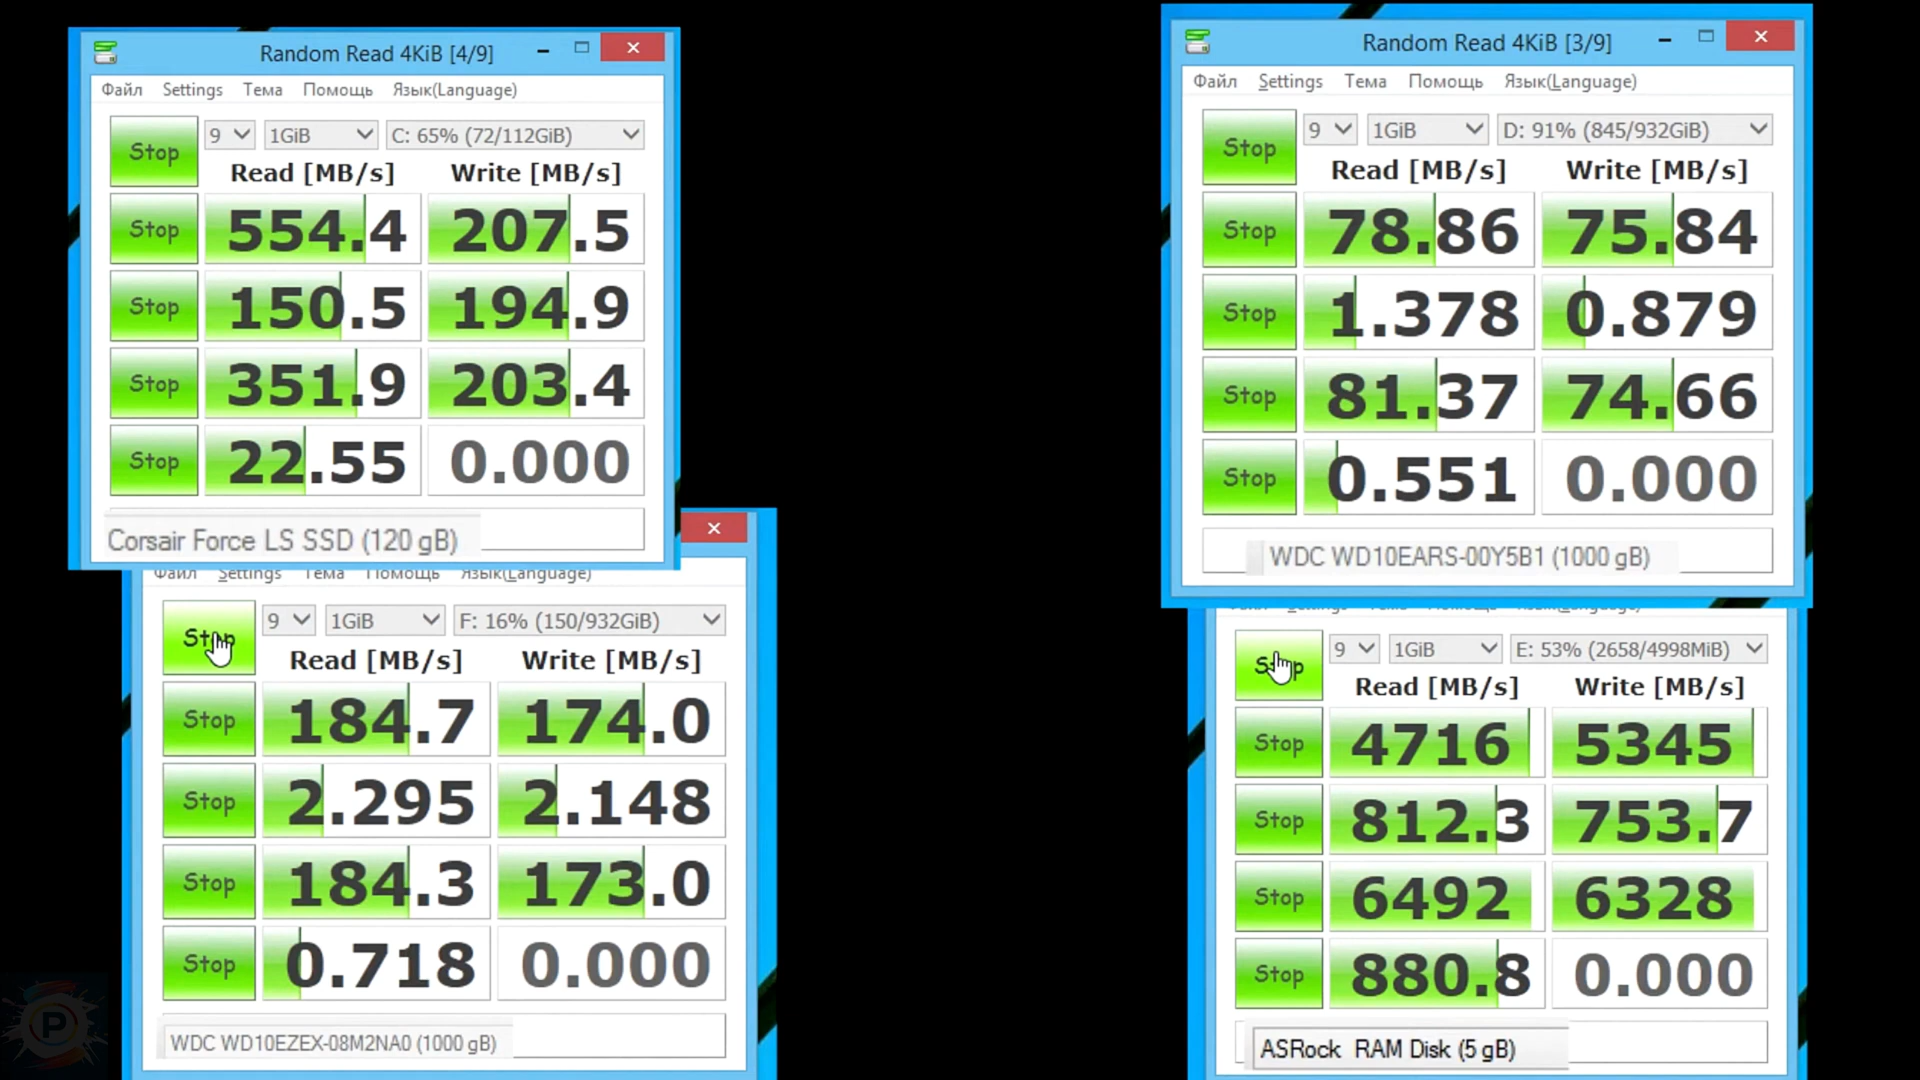 Random Read 4KiB [4/9]
Файл Settings Тема Помощь Язык(Language)
Stop 9 1GiB C: 65% (72/112GiB)
Read [MB/s] Write [MB/s]
Stop 554.4 207.5
Stop 150.5 194.9
Stop 351.9 203.4
Stop 22.55 0.000
Corsair Force LS SSD (120 gB)
Random Read 4KiB [3/9]
Файл Settings Тема Помощь Язык(Language)
Stop 9 1GiB D: 91% (845/932GiB)
Read [MB/s] Write [MB/s]
Stop 78.86 75.84
Stop 1.378 0.879
Stop 81.37 74.66
Stop 0.551 0.000
WDC WD10EARS-00Y5B1 (1000 gB)
Файл Settings Тема Помощь Язык(Language)
Stop 9 1GiB F: 16% (150/932GiB)
Read [MB/s] Write [MB/s]
Stop 184.7 174.0
Stop 2.295 2.148
Stop 184.3 173.0
Stop 0.718 0.000
WDC WD10EZEX-08M2NA0 (1000 gB)
Stop 9 1GiB E: 53% (2658/4998MiB)
Read [MB/s] Write [MB/s]
Stop 4716 5345
Stop 812.3 753.7
Stop 6492 6328
Stop 880.8 0.000
ASRock RAM Disk (5 gB)
P